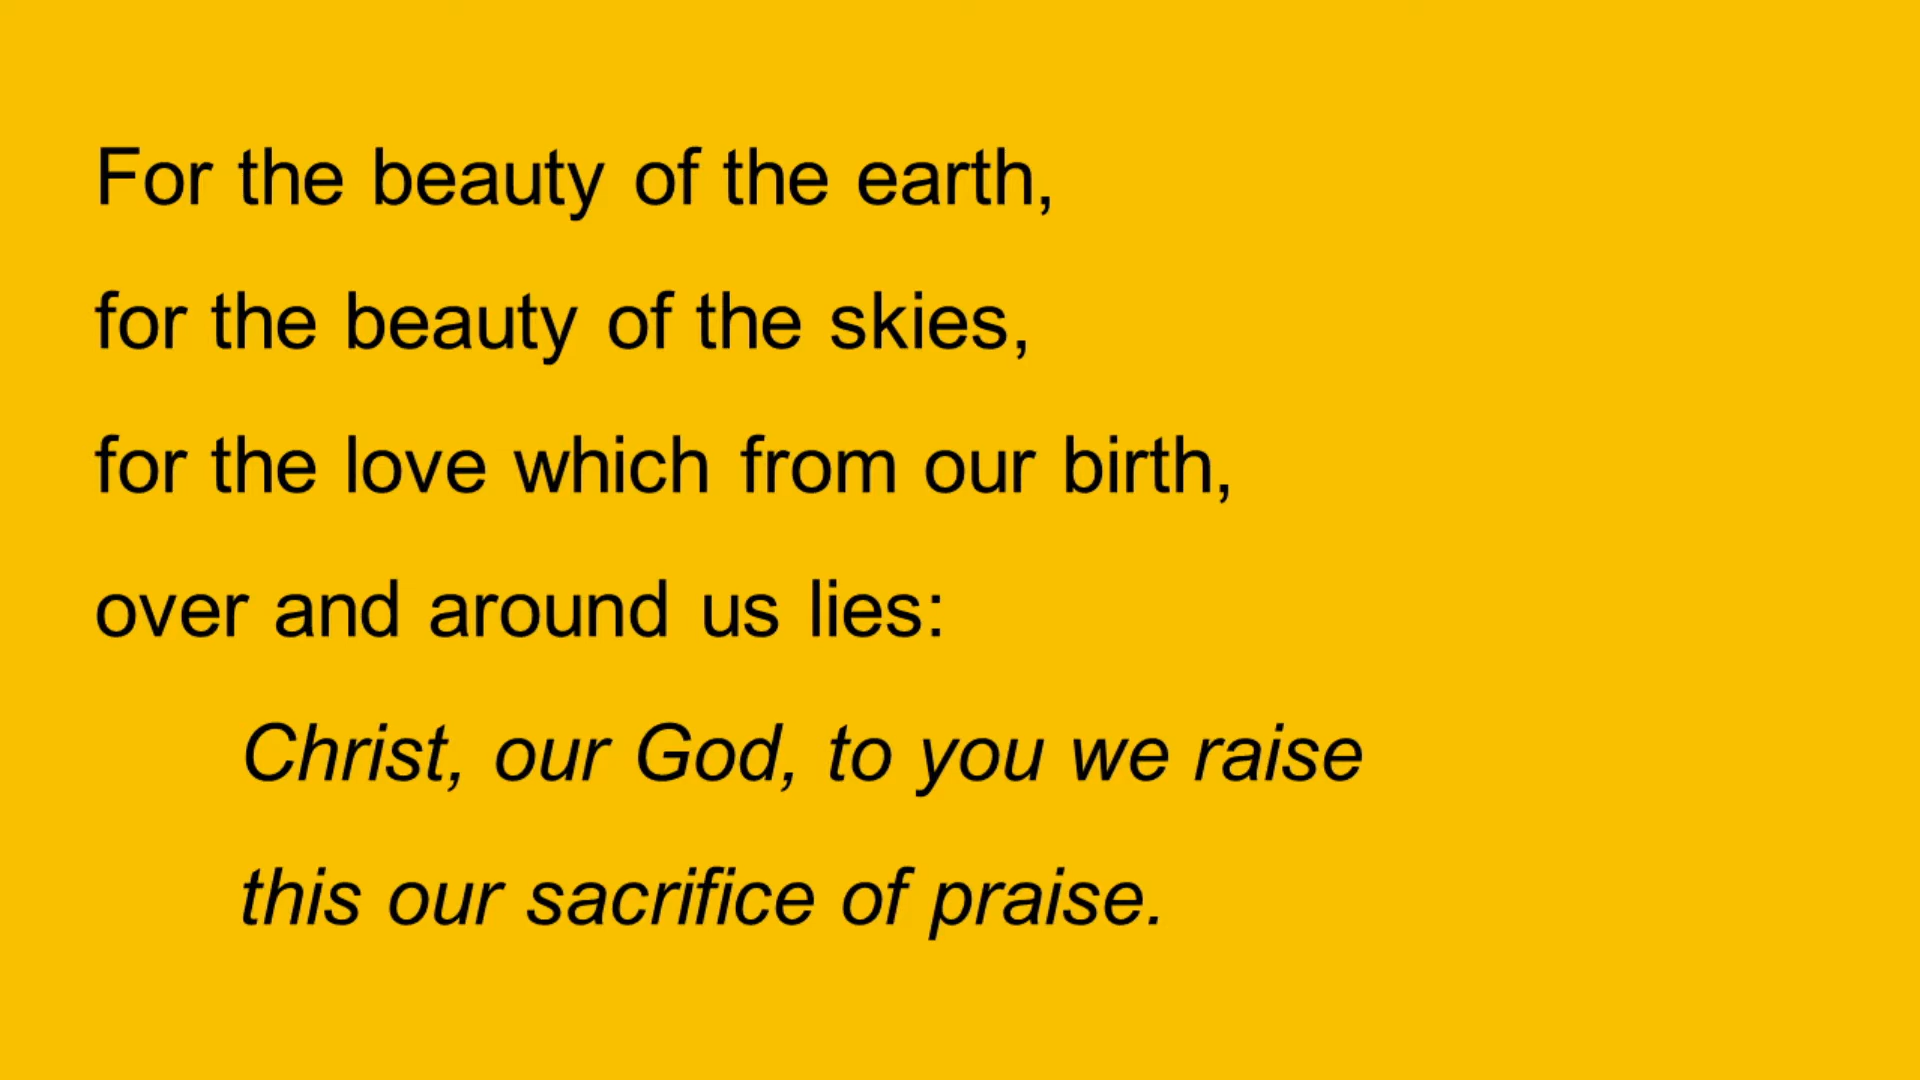 For the beauty of the earth,
for the beauty of the skies,
for the love which from our birth,
over and around us lies:
Christ, our God, to you we raise
this our sacrifice of praise.